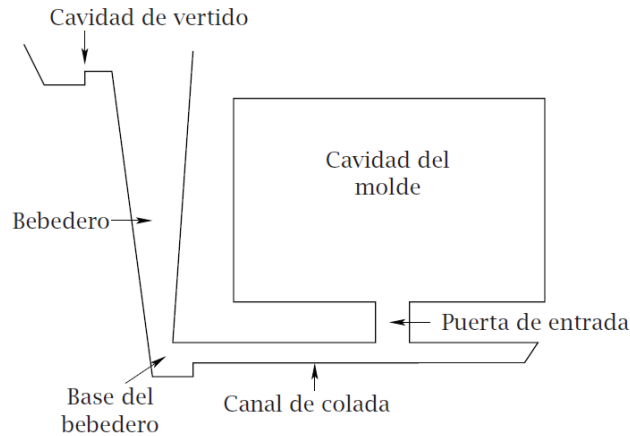 Cavidad de vertido
Cavidad del
molde
Bebedero
Puerta de entrada
Base del
bebedero
Canal de colada